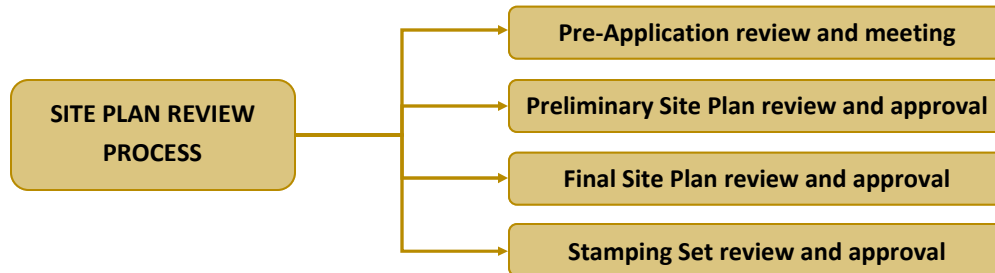 SITE PLAN REVIEW
PROCESS
Pre-Application review and meeting
Preliminary Site Plan review and approval
Final Site Plan review and approval
Stamping Set review and approval